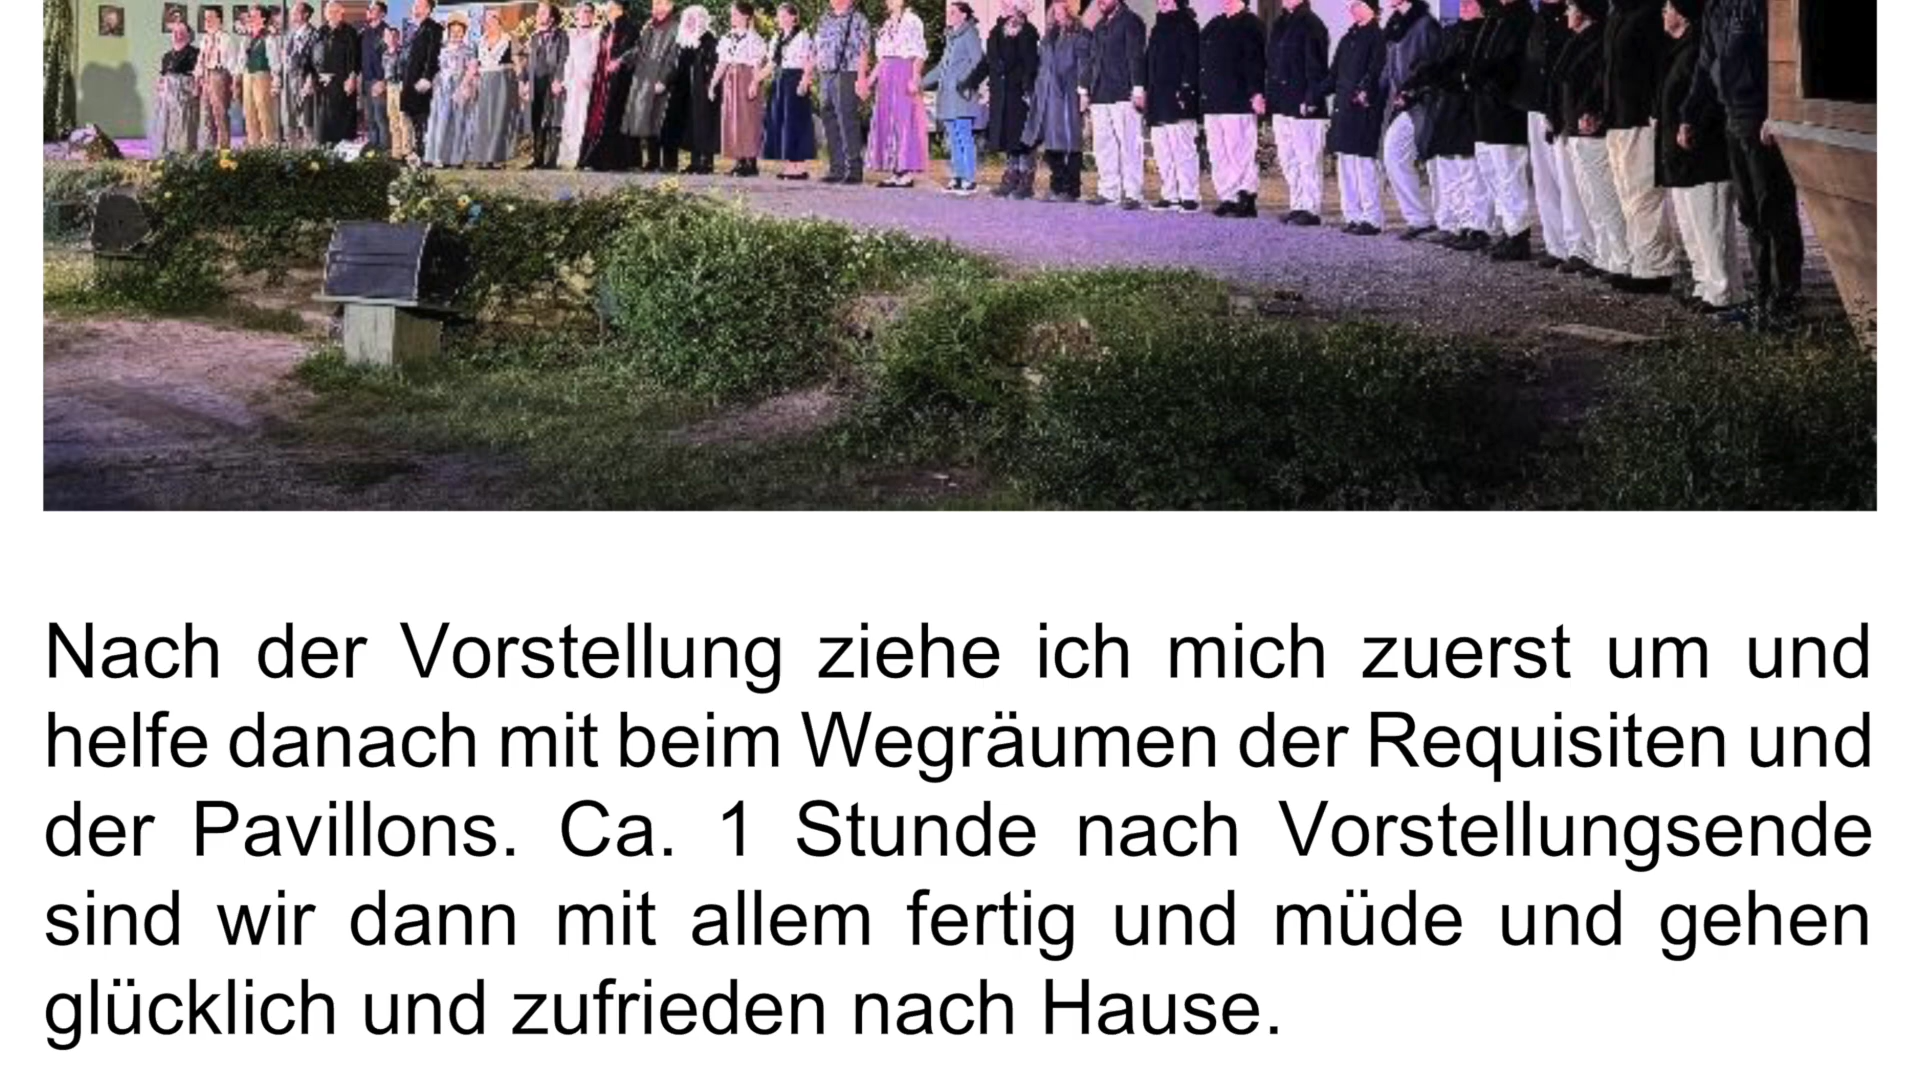 Nach der Vorstellung ziehe ich mich zuerst um und
helfe danach mit beim Wegräumen der Requisiten und
der Pavillons. Ca. 1 Stunde nach Vorstellungsende
sind wir dann mit allem fertig und müde und gehen
glücklich und zufrieden nach Hause.